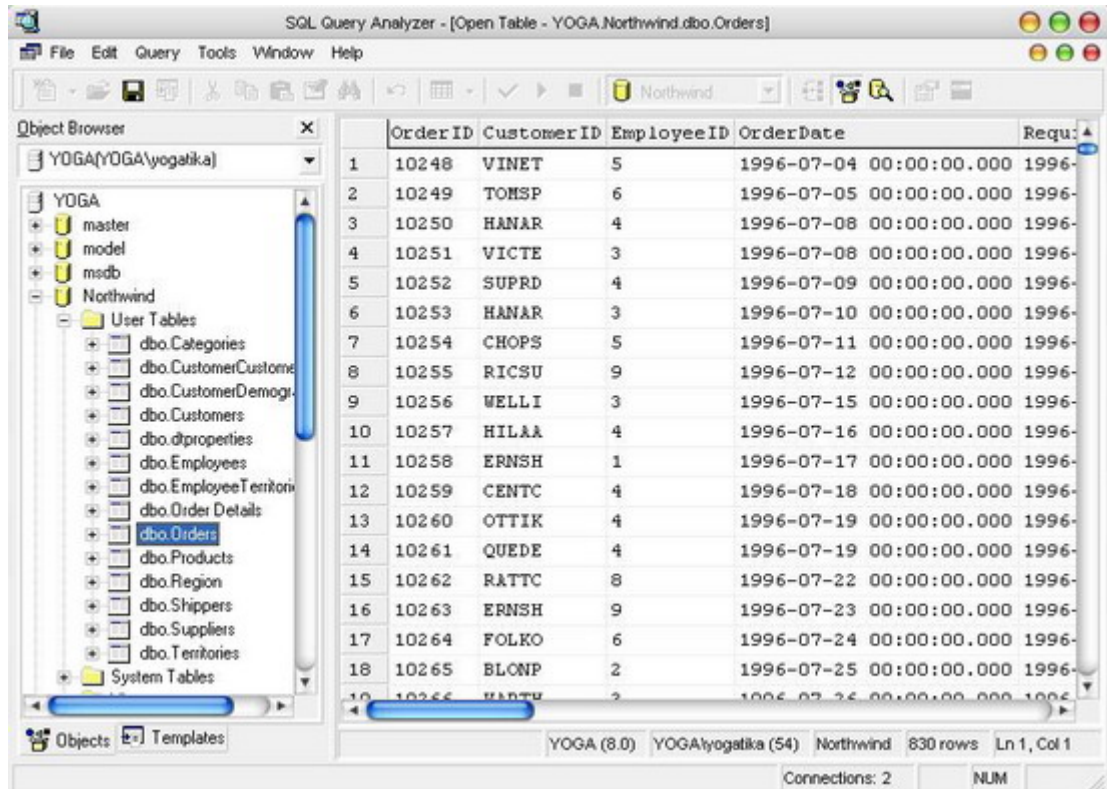 SQL Query Analyzer - [Open Table - YOGA.Northwind.dbo.Orders]
File Edit Query Tools Window Help
Northwind
Object Browser
YOGA(YOGA\yogatika)
YOGA
master
model
msdb
Northwind
User Tables
dbo.Categories
dbo.CustomerCustome
dbo.CustomerDemogr
dbo.Customers
dbo.dtproperties
dbo.Employees
dbo.EmployeeTerritori
dbo.Order Details
dbo.Orders
dbo.Products
dbo.Region
dbo.Shippers
dbo.Suppliers
dbo.Territories
System Tables
Objects Templates
OrderID CustomerID EmployeeID OrderDate Requi
1 10248 VINET 5 1996-07-04 00:00:00.000 1996-
2 10249 TOMSP 6 1996-07-05 00:00:00.000 1996-
3 10250 HANAR 4 1996-07-08 00:00:00.000 1996-
4 10251 VICTE 3 1996-07-08 00:00:00.000 1996-
5 10252 SUPRD 4 1996-07-09 00:00:00.000 1996-
6 10253 HANAR 3 1996-07-10 00:00:00.000 1996-
7 10254 CHOPS 5 1996-07-11 00:00:00.000 1996-
8 10255 RICSU 9 1996-07-12 00:00:00.000 1996-
9 10256 WELLI 3 1996-07-15 00:00:00.000 1996-
10 10257 HILAA 4 1996-07-16 00:00:00.000 1996-
11 10258 ERNSH 1 1996-07-17 00:00:00.000 1996-
12 10259 CENTC 4 1996-07-18 00:00:00.000 1996-
13 10260 OTTIK 4 1996-07-19 00:00:00.000 1996-
14 10261 QUEDE 4 1996-07-19 00:00:00.000 1996-
15 10262 RATTC 8 1996-07-22 00:00:00.000 1996-
16 10263 ERNSH 9 1996-07-23 00:00:00.000 1996-
17 10264 FOLKO 6 1996-07-24 00:00:00.000 1996-
18 10265 BLONP 2 1996-07-25 00:00:00.000 1996-
YOGA (8.0) YOGA\yogatika (54) Northwind 830 rows Ln 1, Col 1
Connections: 2 NUM